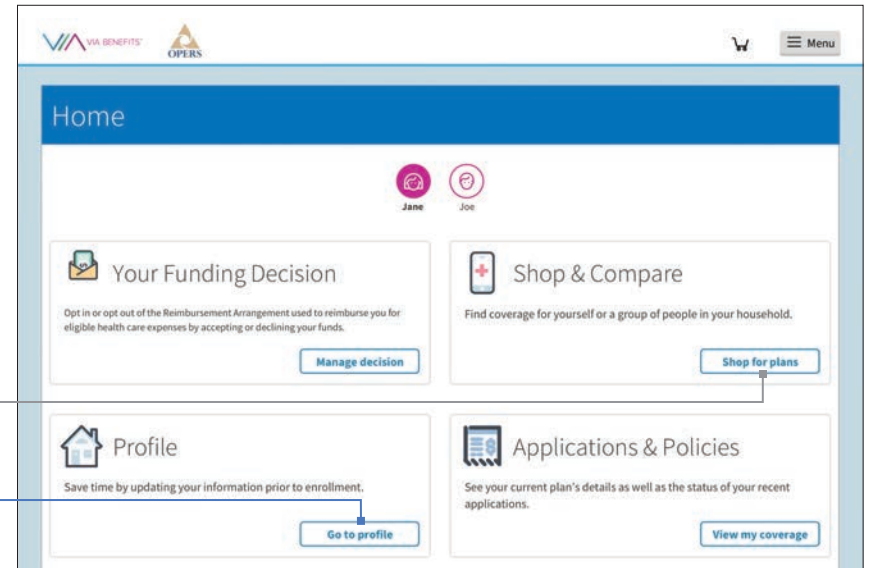 VIA BENEFITS™
OPERS
Menu
Home
Jane
Joe
Your Funding Decision
Opt in or opt out of the Reimbursement Arrangement used to reimburse you for
eligible health care expenses by accepting or declining your funds.
Manage decision
Shop & Compare
Find coverage for yourself or a group of people in your household.
Shop for plans
Profile
Save time by updating your information prior to enrollment.
Go to profile
Applications & Policies
See your current plan's details as well as the status of your recent
applications.
View my coverage